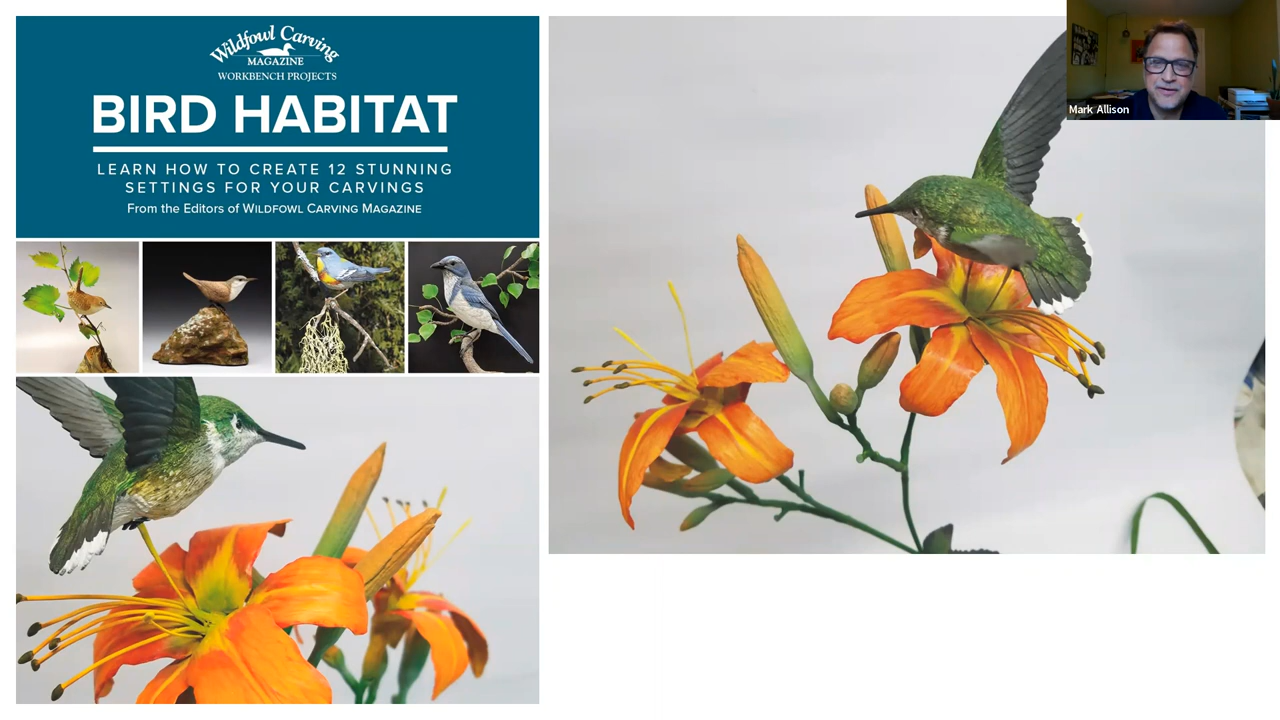 Wildfowl Carving
MAGAZINE
WORKBENCH PROJECTS
BIRD HABITAT
LEARN HOW TO CREATE 12 STUNNING
SETTINGS FOR YOUR CARVINGS
From the Editors of WILDFOWL CARVING MAGAZINE
Mark Allison